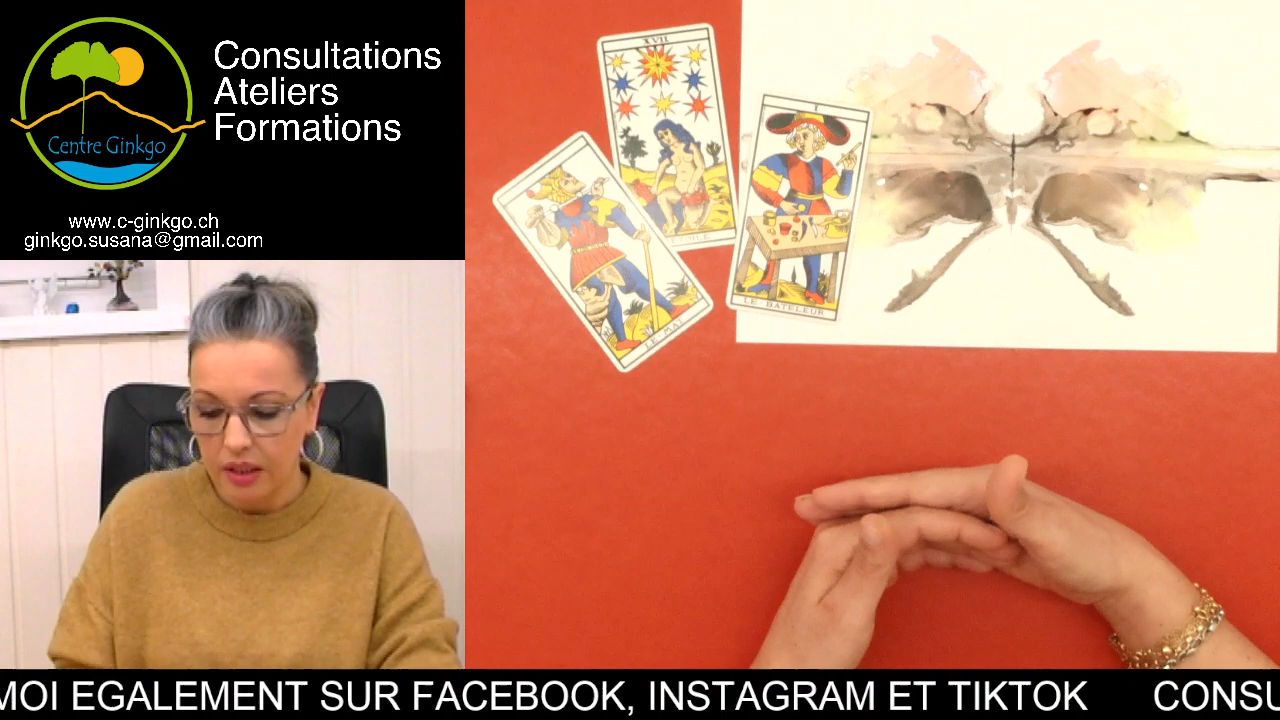 Consultations
Ateliers
Formations
Centre Ginkgo
www.c-ginkgo.ch
ginkgo.susana@gmail.com
XVII
I
LE MAT
LE BATELEUR
MOI EGALEMENT SUR FACEBOOK, INSTAGRAM ET TIKTOK CONSU